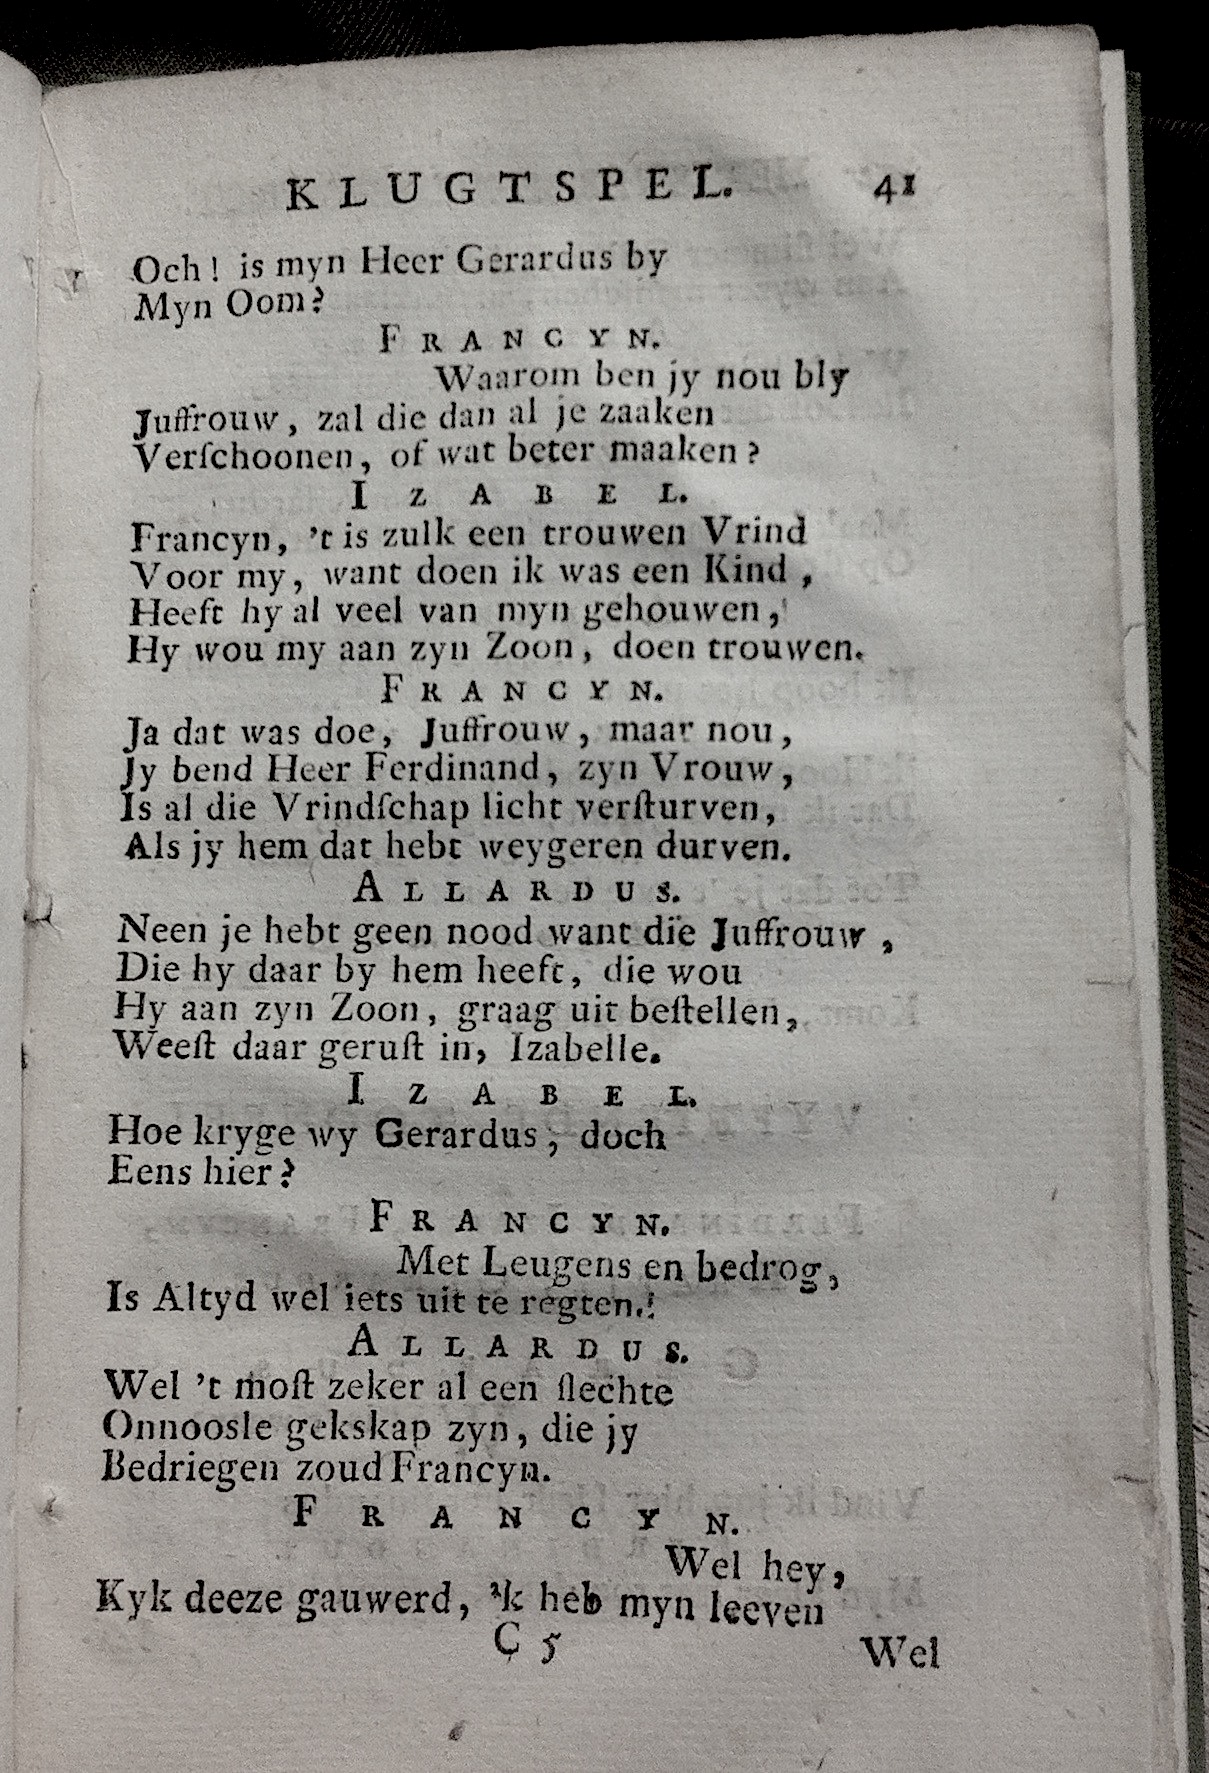 KLUGTSPEL. 41
Och! is myn Heer Gerardus by
Myn Oom?
FRANCYN.
Waarom ben jy nou bly
Juffrouw, zal die dan al je zaaken
Verſchoonen, of wat beter maaken?
IZABEL.
Francyn, 't is zulk een trouwen Vrind
Voor my, want doen ik was een Kind,
Heeft hy al veel van myn gehouwen,
Hy wou my aan zyn Zoon, doen trouwen.
FRANCYN.
Ja dat was doe, Juffrouw, maar nou,
Jy bend Heer Ferdinand, zyn Vrouw,
Is al die Vrindſchap licht verſturven,
Als jy hem dat hebt weygeren durven.
ALLARDUS.
Neen je hebt geen nood want die Juffrouw,
Die hy daar by hem heeft, die wou
Hy aan zyn Zoon, graag uit beſtellen,
Weeſt daar geruſt in, Izabelle.
IZABEL.
Hoe kryge wy Gerardus, doch
Eens hier?
FRANCYN.
Met Leugens en bedrog,
Is Altyd wel iets uit te regten.!
ALLARDUS.
Wel 't moſt zeker al een ſlechte
Onnoosle gekskap zyn, die jy
Bedriegen zoud Francyn.
FRANCYN.
Wel hey,
Kyk deeze gauwerd, 'k heb myn leeven
C 5 Wel